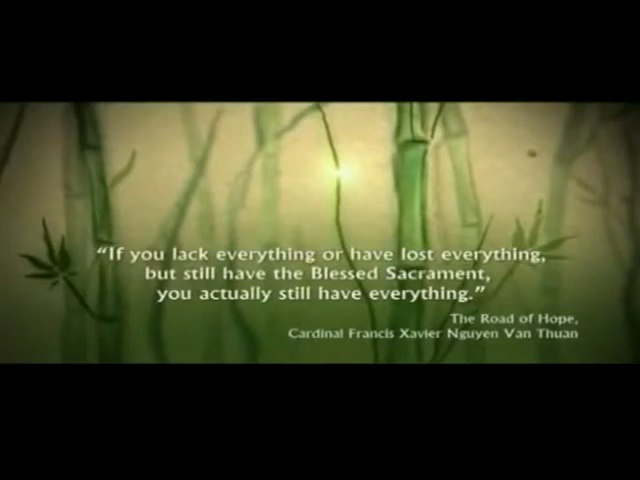 “If you lack everything or have lost everything,
but still have the Blessed Sacrament,
you actually still have everything.”
The Road of Hope,
Cardinal Francis Xavier Nguyen Van Thuan